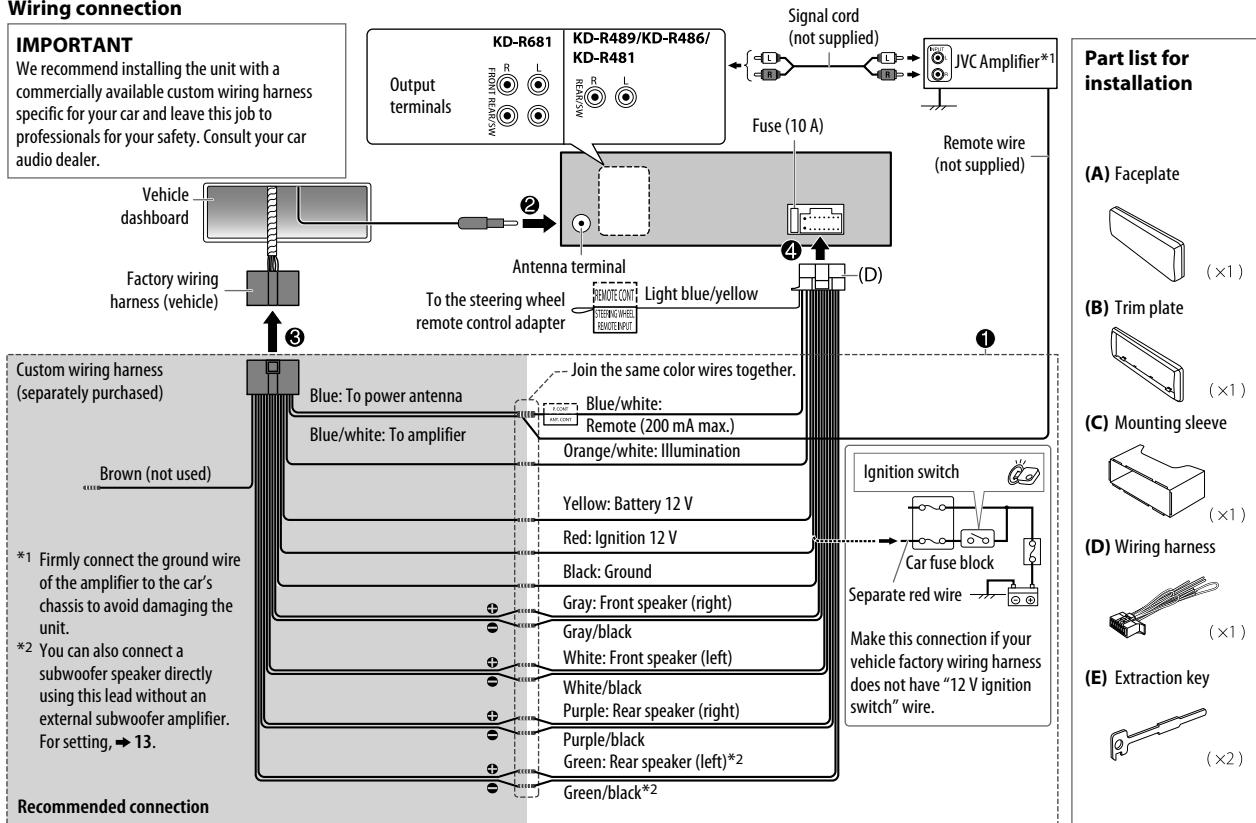 Wiring connection
IMPORTANT
We recommend installing the unit with a
commercially available custom wiring harness
specific for your car and leave this job to
professionals for your safety. Consult your car
audio dealer.
Output
terminals
KD-R681
R L
FRONT REAR/SW
KD-R489/KD-R486/
KD-R481
R L
REAR/SW
Signal cord
(not supplied)
L
R
L
R
INPUT
L
R
JVC Amplifier*1
Fuse (10 A)
Remote wire
(not supplied)
Vehicle
dashboard
2
Antenna terminal
4
(D)
Factory wiring
harness (vehicle)
3
To the steering wheel
remote control adapter
REMOTE CONT
STEERING WHEEL
REMOTE INPUT
Light blue/yellow
1
Custom wiring harness
(separately purchased)
Join the same color wires together.
Blue: To power antenna
P.CONT
ANT. CONT
Blue/white:
Remote (200 mA max.)
Blue/white: To amplifier
Orange/white: Illumination
Brown (not used)
Yellow: Battery 12 V
Red: Ignition 12 V
Black: Ground
Gray: Front speaker (right)
Gray/black
White: Front speaker (left)
White/black
Purple: Rear speaker (right)
Purple/black
Green: Rear speaker (left)*2
Green/black*2
Ignition switch
Car fuse block
Separate red wire
Make this connection if your
vehicle factory wiring harness
does not have “12 V ignition
switch” wire.
*1 Firmly connect the ground wire
of the amplifier to the car's
chassis to avoid damaging the
unit.
*2 You can also connect a
subwoofer speaker directly
using this lead without an
external subwoofer amplifier.
For setting, ➜ 13.
Recommended connection
Part list for
installation
(A) Faceplate
(×1)
(B) Trim plate
(×1)
(C) Mounting sleeve
(×1)
(D) Wiring harness
(×1)
(E) Extraction key
(×2)